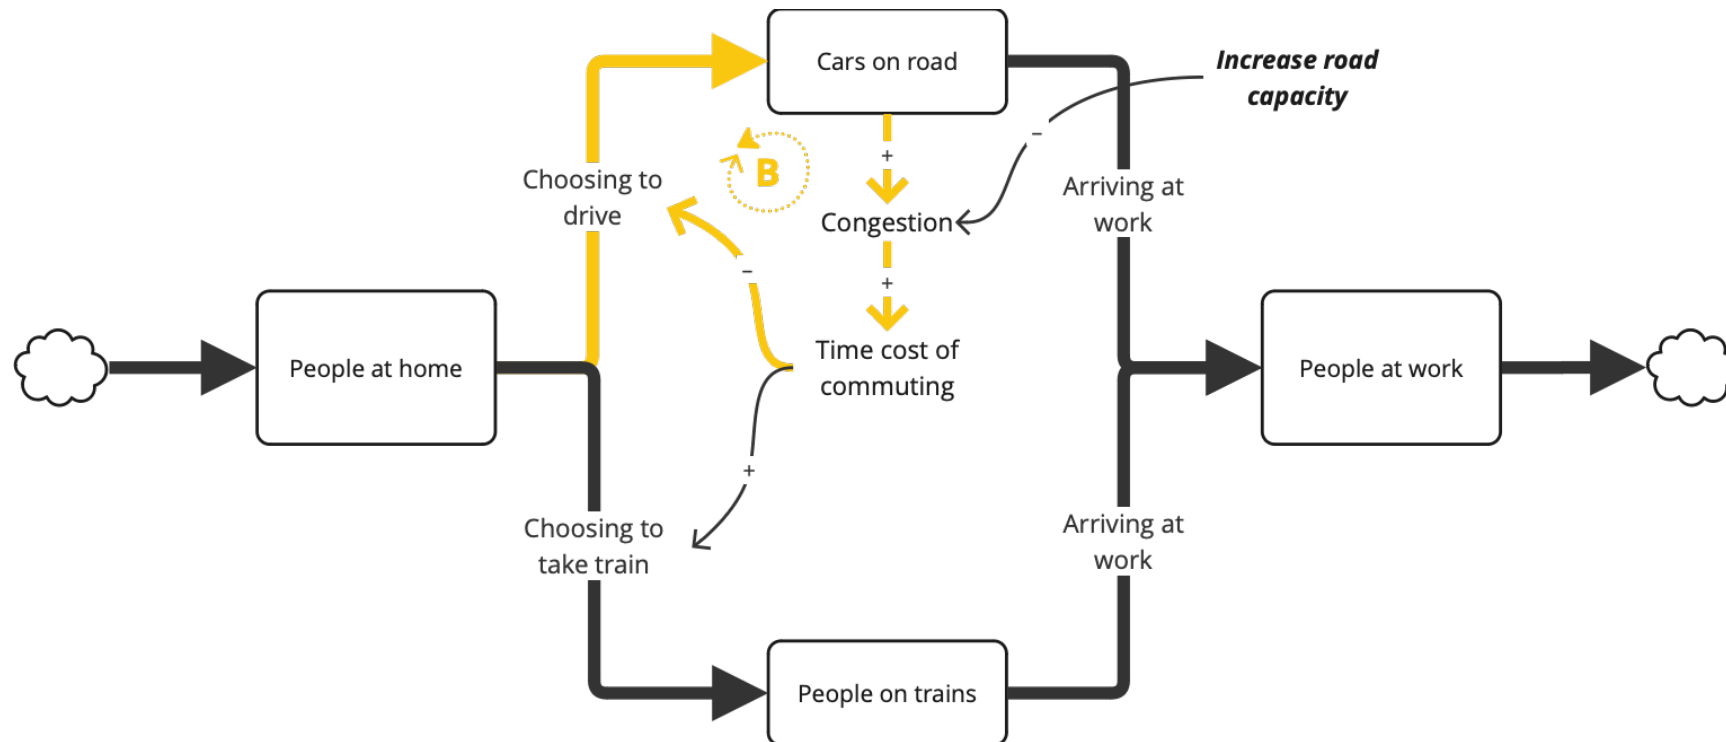 Cars on road
Increase road
capacity
+
−
B
Choosing to
drive
Arriving at
work
Congestion
−
+
People at home
Time cost of
commuting
People at work
+
Choosing to
take train
Arriving at
work
People on trains